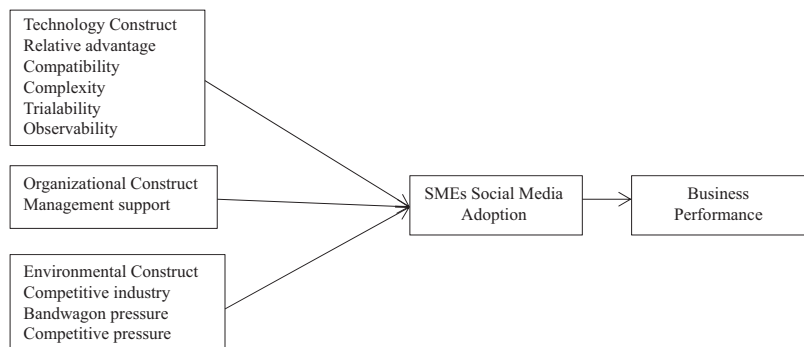 Technology Construct
Relative advantage
Compatibility
Complexity
Trialability
Observability
Organizational Construct
Management support
Environmental Construct
Competitive industry
Bandwagon pressure
Competitive pressure
SMEs Social Media
Adoption
Business
Performance